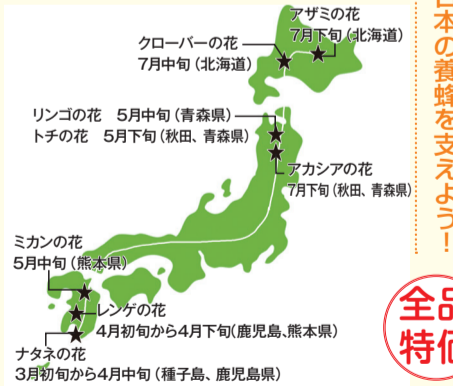 アザミの花
7月下旬(北海道)
クローバーの花
7月中旬(北海道)
リンゴの花 5月中旬(青森県)
トチの花 5月下旬(秋田、青森県)
アカシアの花
7月下旬(秋田、青森県)
ミカンの花
5月中旬(熊本県)
レンゲの花
4月初旬から4月下旬(鹿児島、熊本県)
ナタネの花
3月初旬から4月中旬(種子島、鹿児島県)
日本の養蜂を支えよう!
全品
特価